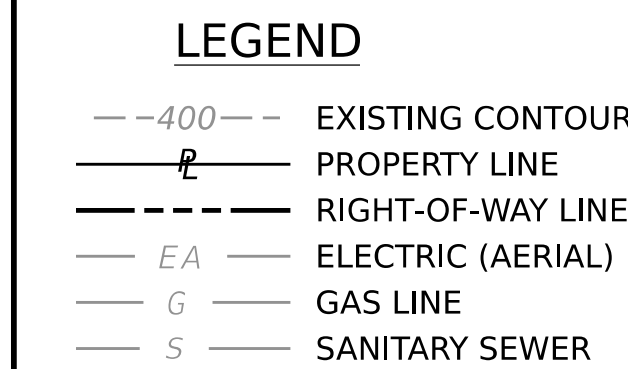 LEGEND
400 EXISTING CONTOUR
PL PROPERTY LINE
RIGHT-OF-WAY LINE
EA ELECTRIC (AERIAL)
G GAS LINE
S SANITARY SEWER